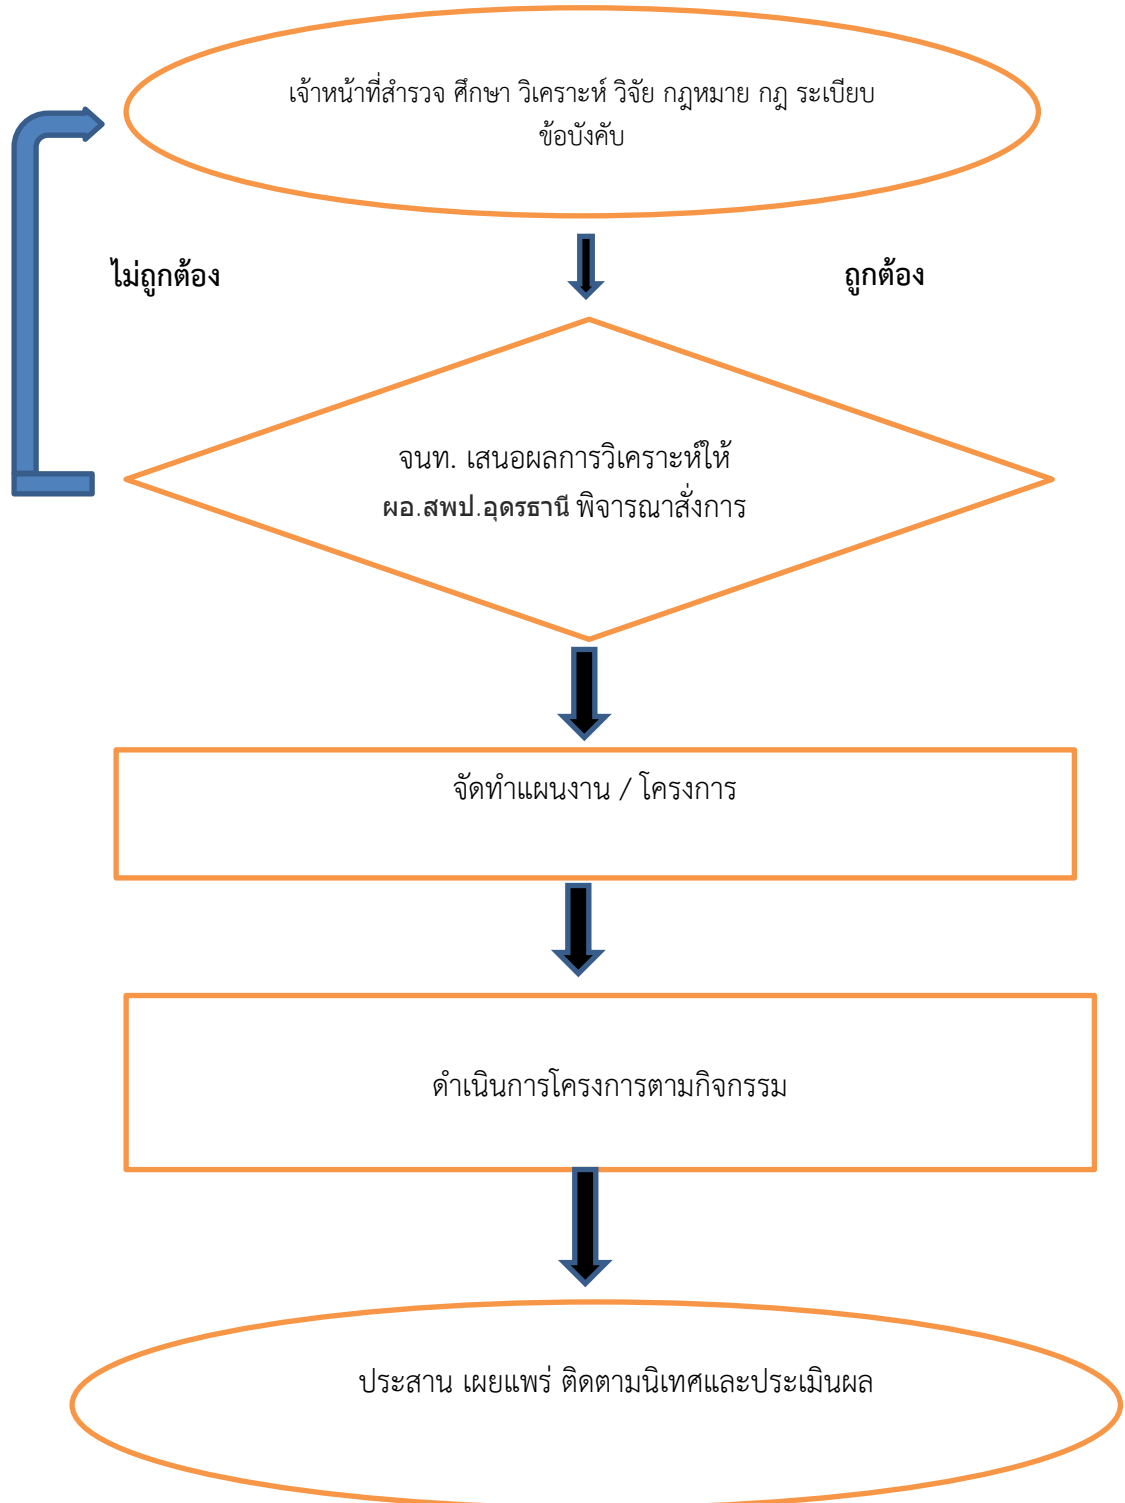 เจ้าหน้าที่สำรวจ ศึกษา วิเคราะห์ วิจัย กฎหมาย กฎ ระเบียบ
ข้อบังคับ
ไม่ถูกต้อง
ถูกต้อง
จนท. เสนอผลการวิเคราะห์ให้
ผอ.สพป.อุดรธานี พิจารณาสั่งการ
จัดทำแผนงาน / โครงการ
ดำเนินการโครงการตามกิจกรรม
ประสาน เผยแพร่ ติดตามนิเทศและประเมินผล